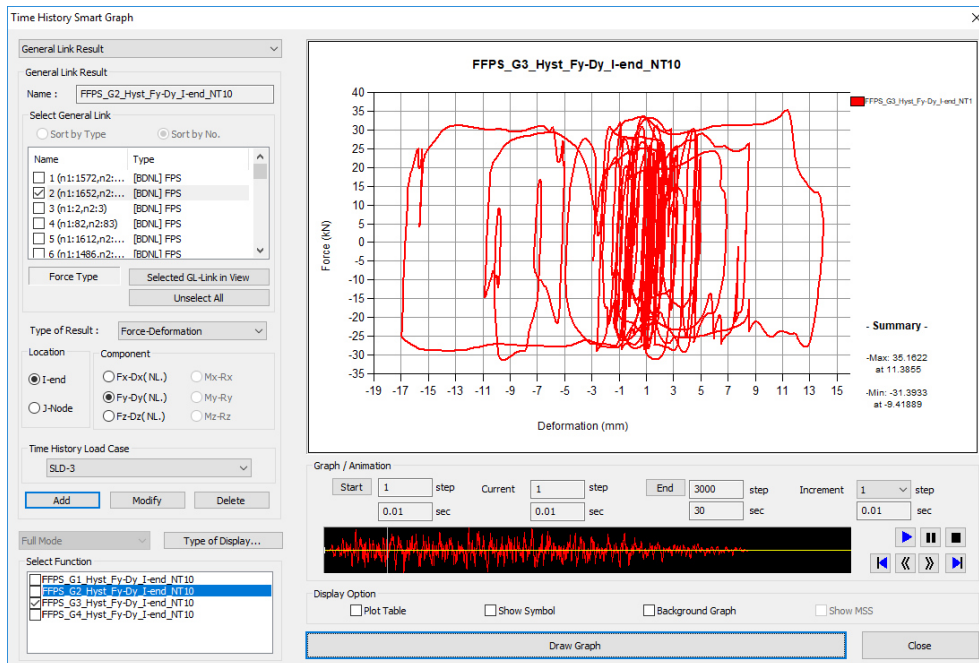 Time History Smart Graph
General Link Result
General Link Result
Name : FFPS_G2_Hyst_Fy-Dy_I-end_NT10
Select General Link
Sort by Type Sort by No.
Name Type
1 (n1:1572,n2:... [BDNL] FPS
2 (n1:1652,n2:... [BDNL] FPS
3 (n1:2,n2:3) [BDNL] FPS
4 (n1:82,n2:83) [BDNL] FPS
5 (n1:1612,n2:... [BDNL] FPS
6 (n1:1486,n2:... [BDNL] FPS
Force Type Selected GL-Link in View
Unselect All
Type of Result : Force-Deformation
Location Component
I-end Fx-Dx( NL.) Mx-Rx
Fy-Dy( NL.) My-Ry
J-Node Fz-Dz( NL.) Mz-Rz
Time History Load Case
SLD-3
Add Modify Delete
Full Mode Type of Display...
Select Function
FFPS_G1_Hyst_Fy-Dy_I-end_NT10
FFPS_G2_Hyst_Fy-Dy_I-end_NT10
FFPS_G3_Hyst_Fy-Dy_I-end_NT10
FFPS_G4_Hyst_Fy-Dy_I-end_NT10
FFPS_G3_Hyst_Fy-Dy_I-end_NT10
FFPS_G3_Hyst_Fy-Dy_I-end_NT1
40
35
30
25
20
15
10
5
0
-5
-10
-15
-20
-25
-30
-35
Force (kN)
-19 -17 -15 -13 -11 -9 -7 -5 -3 -1 1 3 5 7 9 11 13 15
Deformation (mm)
- Summary -
-Max: 35.1622
at 11.3855
-Min: -31.3933
at -9.41889
Graph / Animation
Start 1 step Current 1 step End 3000 step Increment 1 step
0.01 sec 0.01 sec 30 sec 0.01 sec
Display Option
Plot Table Show Symbol Background Graph Show MSS
Draw Graph Close